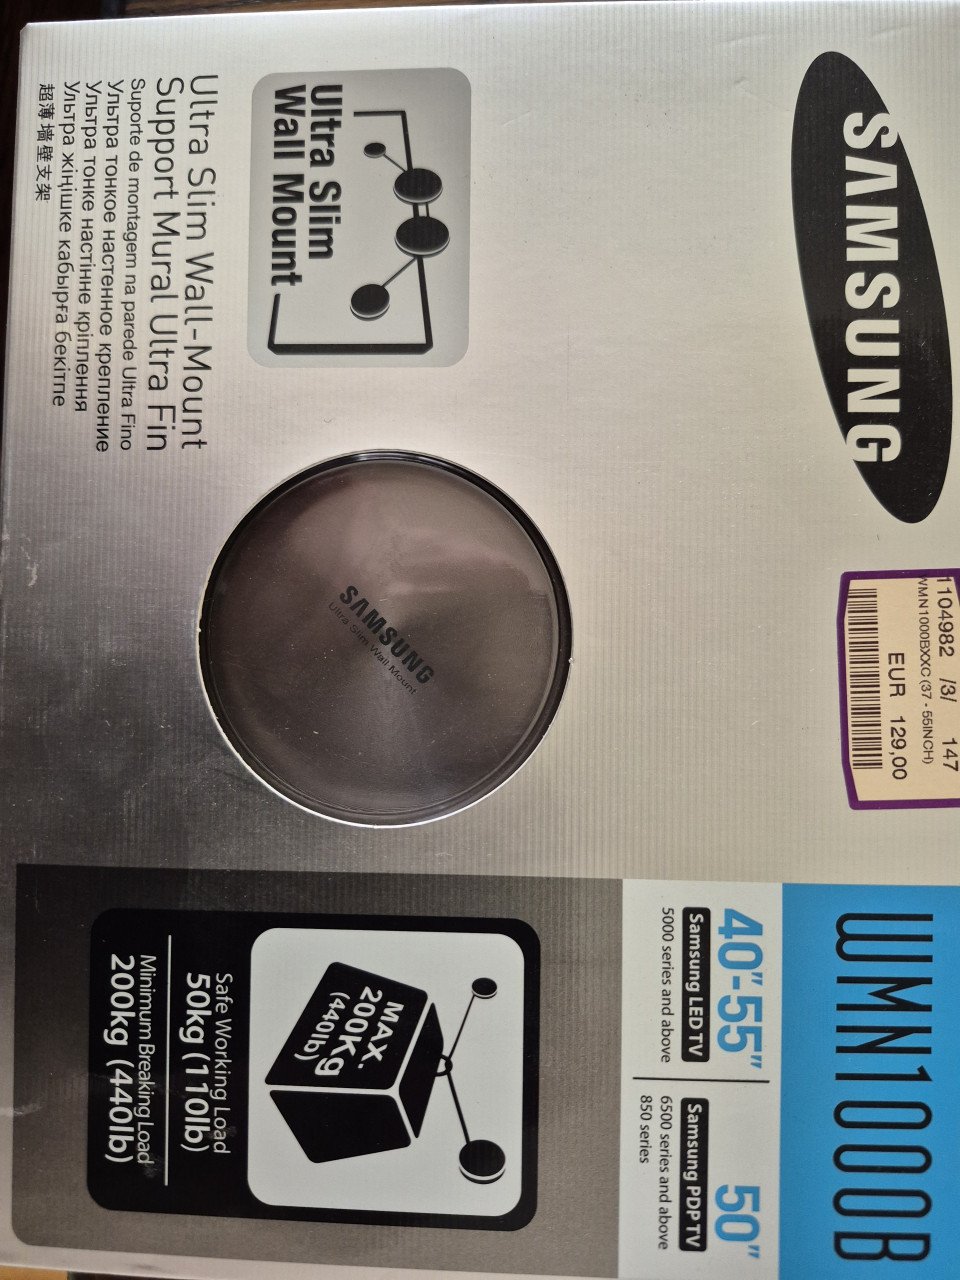 SAMSUNG
1104982 /3/ 147
WMN1000BXXC (37 - 55INCH)
EUR 129,00
WMN1000B
40"-55"
Samsung LED TV
5000 series and above
50"
Samsung PDP TV
6500 series and above
850 series
Ultra Slim
Wall Mount
SAMSUNG
Ultra Slim Wall Mount
MAX.
200Kg
(440lb)
Safe Working Load
50kg (110lb)
Minimum Breaking Load
200kg (440lb)
Ultra Slim Wall-Mount
Support Mural Ultra Fin
Suporte de montagem na parede Ultra Fino
Ультра тонкое настенное крепление
Ультра тонке настінне кріплення
Ультра жіңішке кабырға бекітпе
超薄墙壁支架